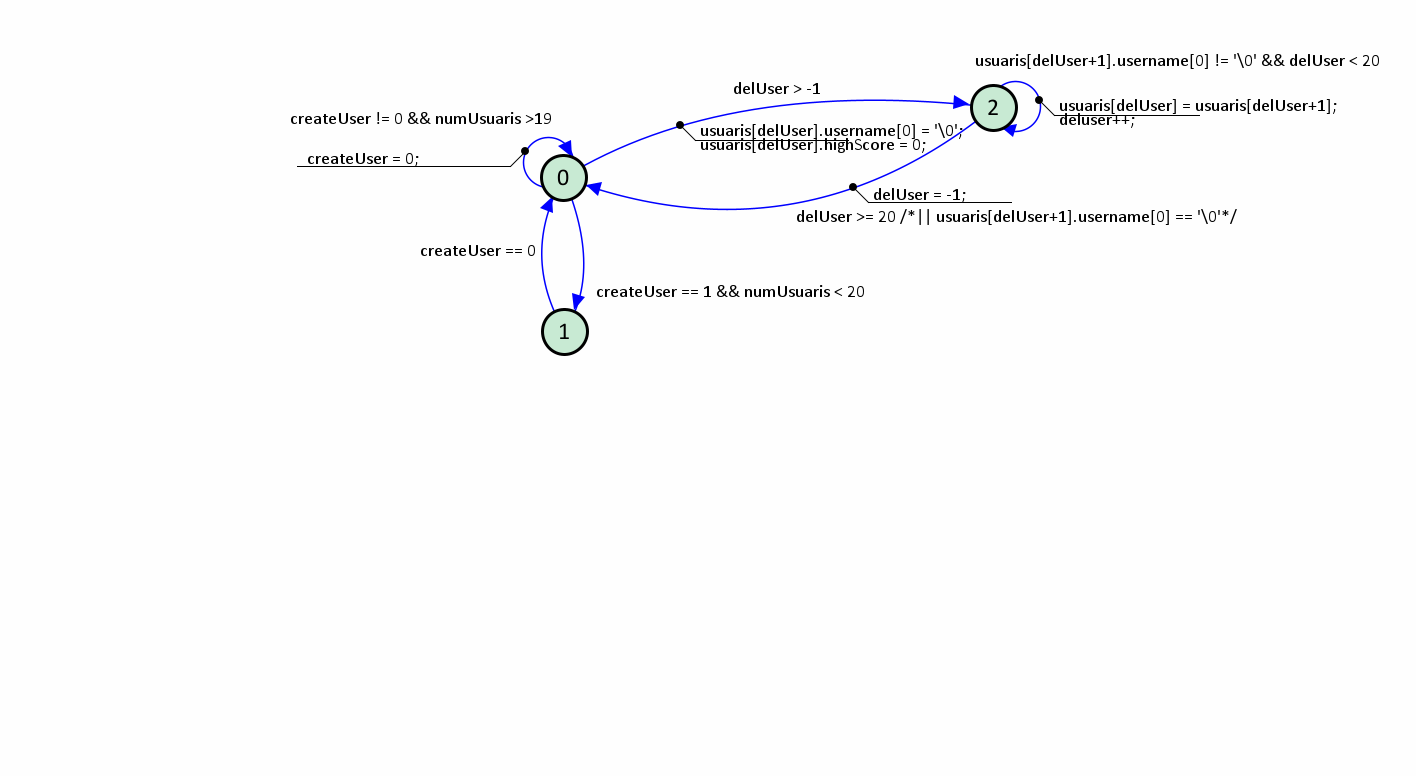 usuaris[delUser+1].username[0] != '\0' && delUser < 20
delUser > -1
2
usuaris[delUser] = usuaris[delUser+1];
deluser++;
createUser != 0 && numUsuaris >19
usuaris[delUser].username[0] = '\0';
usuaris[delUser].highScore = 0;
createUser = 0;
0
delUser = -1;
delUser >= 20 /*|| usuaris[delUser+1].username[0] == '\0'*/
createUser == 0
createUser == 1 && numUsuaris < 20
1